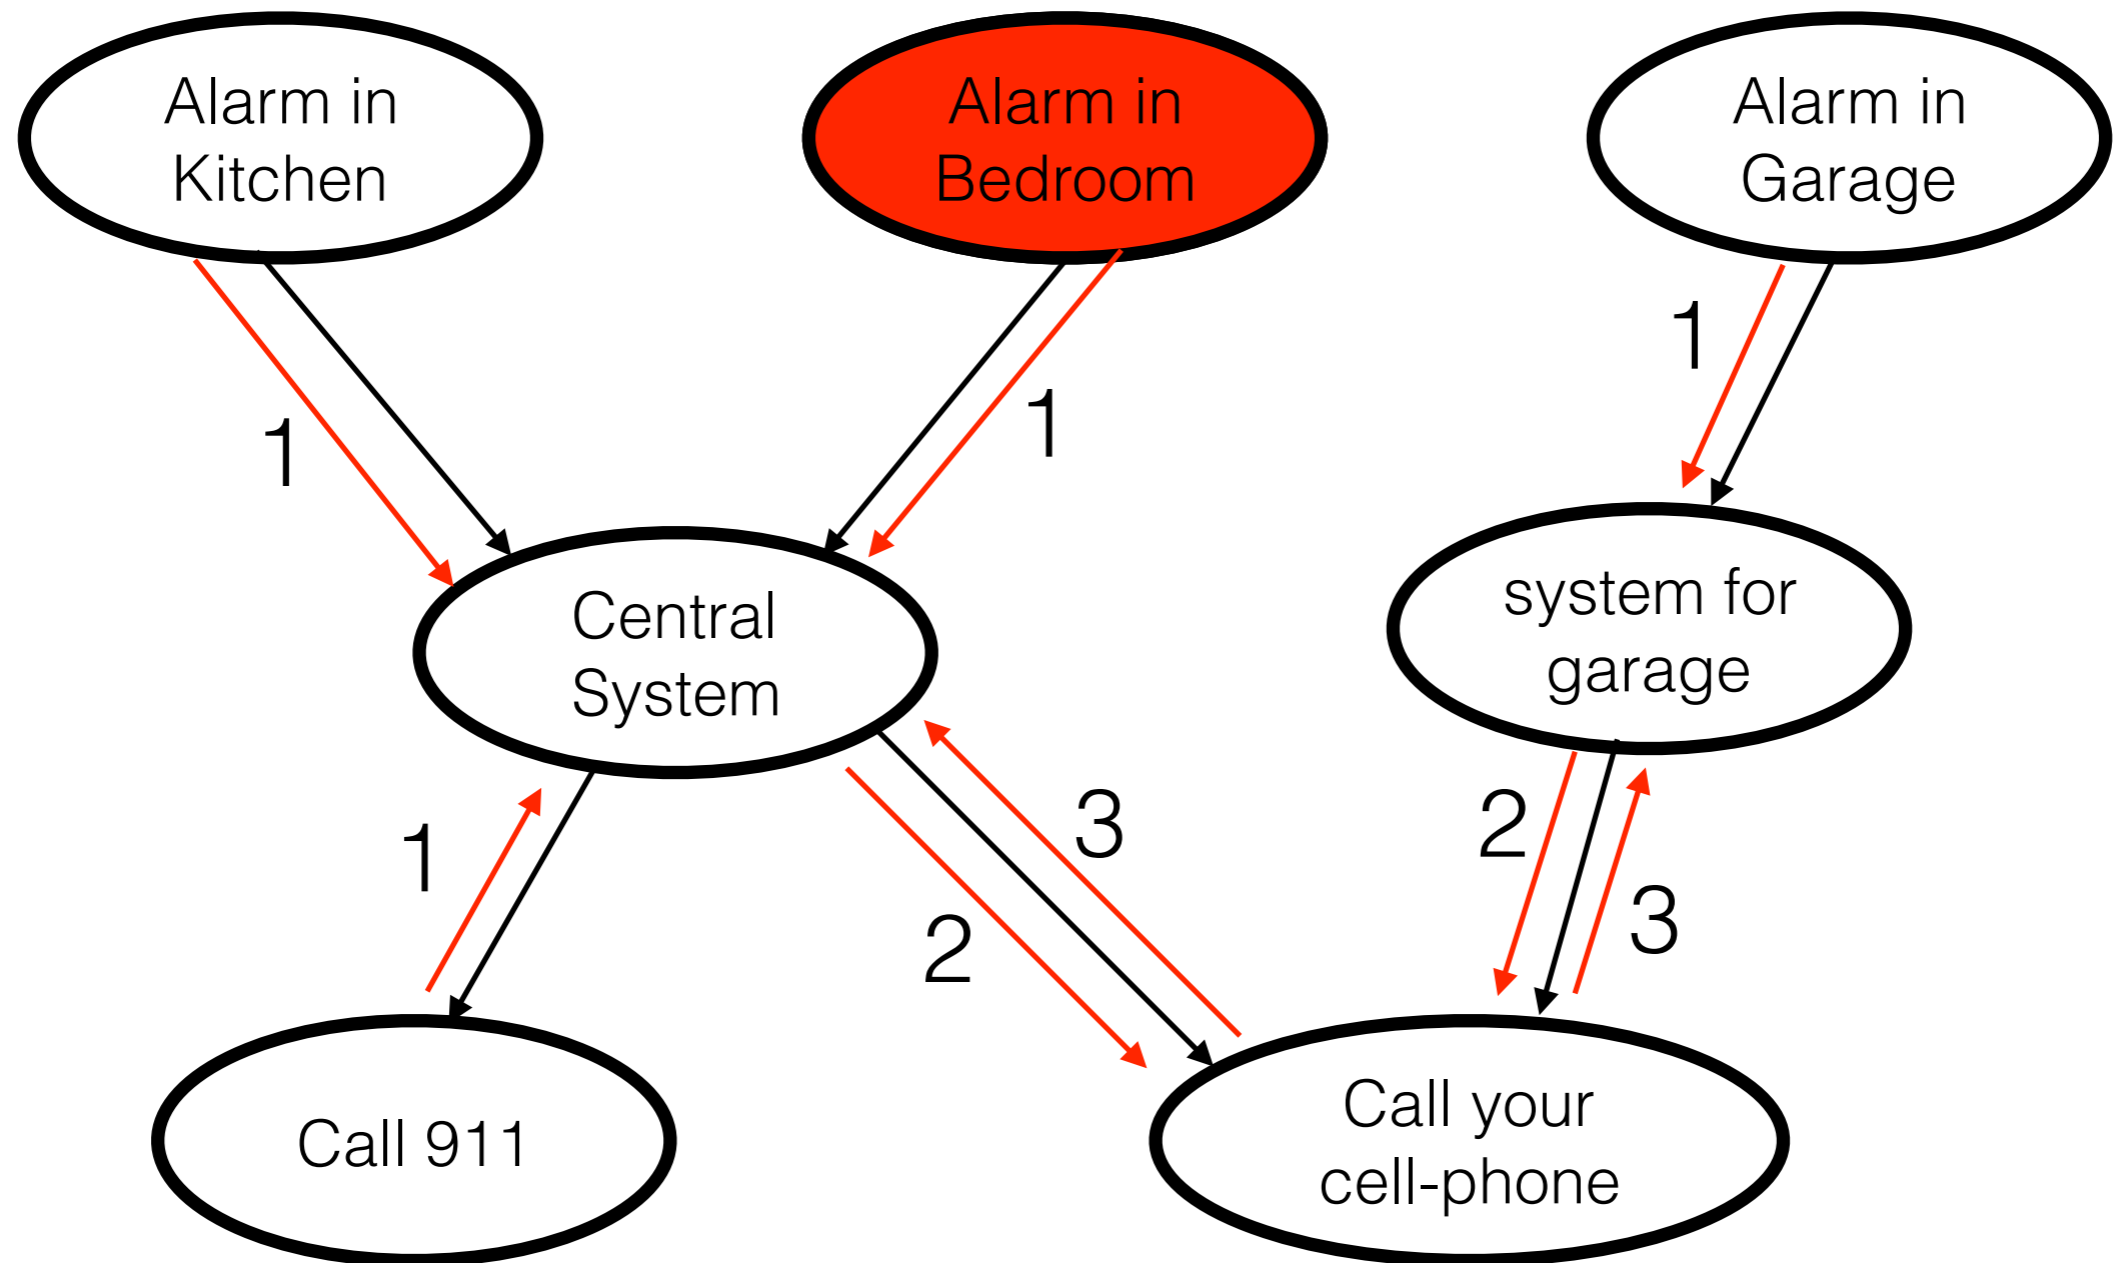 Alarm in
Kitchen
Alarm in
Bedroom
Alarm in
Garage
1
1
1
Central
System
system for
garage
1
2
3
2
3
Call 911
Call your
cell-phone